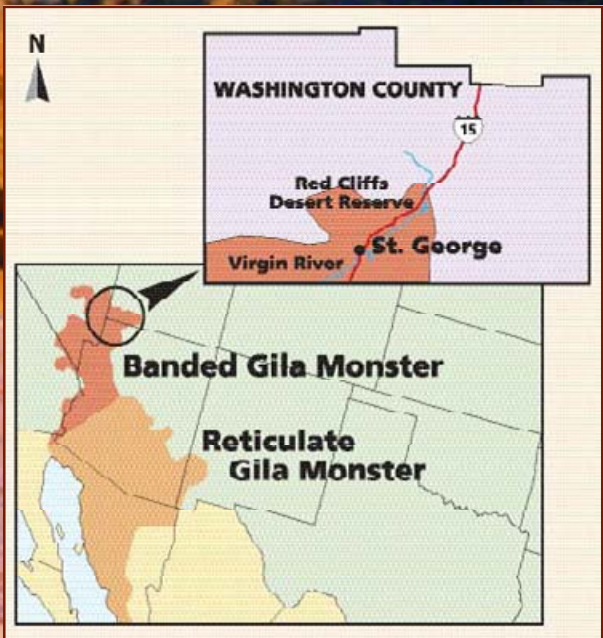 N
WASHINGTON COUNTY
15
Red Cliffs
Desert Reserve
St. George
Virgin River
Banded Gila Monster
Reticulate
Gila Monster